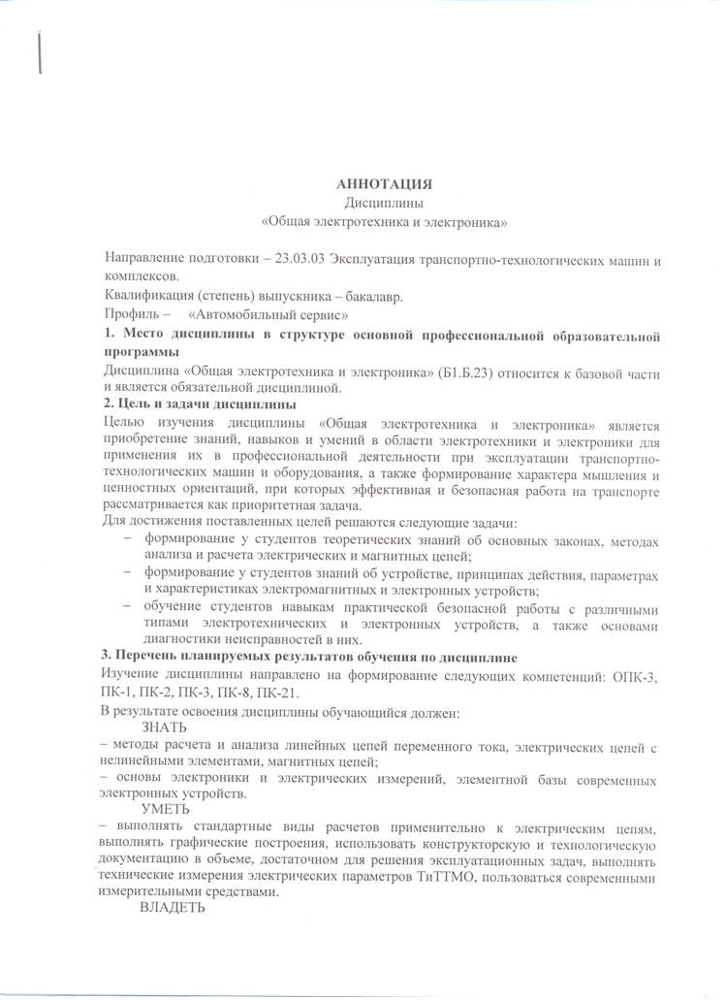 АННОТАЦИЯ
Дисциплины
«Общая электротехника и электроника»
Направление подготовки – 23.03.03 Эксплуатация транспортно-технологических машин и
комплексов.
Квалификация (степень) выпускника – бакалавр.
Профиль – «Автомобильный сервис»
1. Место дисциплины в структуре основной профессиональной образовательной
программы
Дисциплина «Общая электротехника и электроника» (Б1.Б.23) относится к базовой части
и является обязательной дисциплиной.
2. Цель и задачи дисциплины
Целью изучения дисциплины «Общая электротехника и электроника» является
приобретение знаний, навыков и умений в области электротехники и электроники для
применения их в профессиональной деятельности при эксплуатации транспортно-
технологических машин и оборудования, а также формирование характера мышления и
ценностных ориентаций, при которых эффективная и безопасная работа на транспорте
рассматривается как приоритетная задача.
Для достижения поставленных целей решаются следующие задачи:
– формирование у студентов теоретических знаний об основных законах, методах
анализа и расчета электрических и магнитных цепей;
– формирование у студентов знаний об устройстве, принципах действия, параметрах
и характеристиках электромагнитных и электронных устройств;
– обучение студентов навыкам практической безопасной работы с различными
типами электротехнических и электронных устройств, а также основами
диагностики неисправностей в них.
3. Перечень планируемых результатов обучения по дисциплине
Изучение дисциплины направлено на формирование следующих компетенций: ОПК-3,
ПК-1, ПК-2, ПК-3, ПК-8, ПК-21.
В результате освоения дисциплины обучающийся должен:
ЗНАТЬ
– методы расчета и анализа линейных цепей переменного тока, электрических цепей с
нелинейными элементами, магнитных цепей;
– основы электроники и электрических измерений, элементной базы современных
электронных устройств.
УМЕТЬ
– выполнять стандартные виды расчетов применительно к электрическим цепям,
выполнять графические построения, использовать конструкторскую и технологическую
документацию в объеме, достаточном для решения эксплуатационных задач, выполнять
технические измерения электрических параметров ТиТТМО, пользоваться современными
измерительными средствами.
ВЛАДЕТЬ